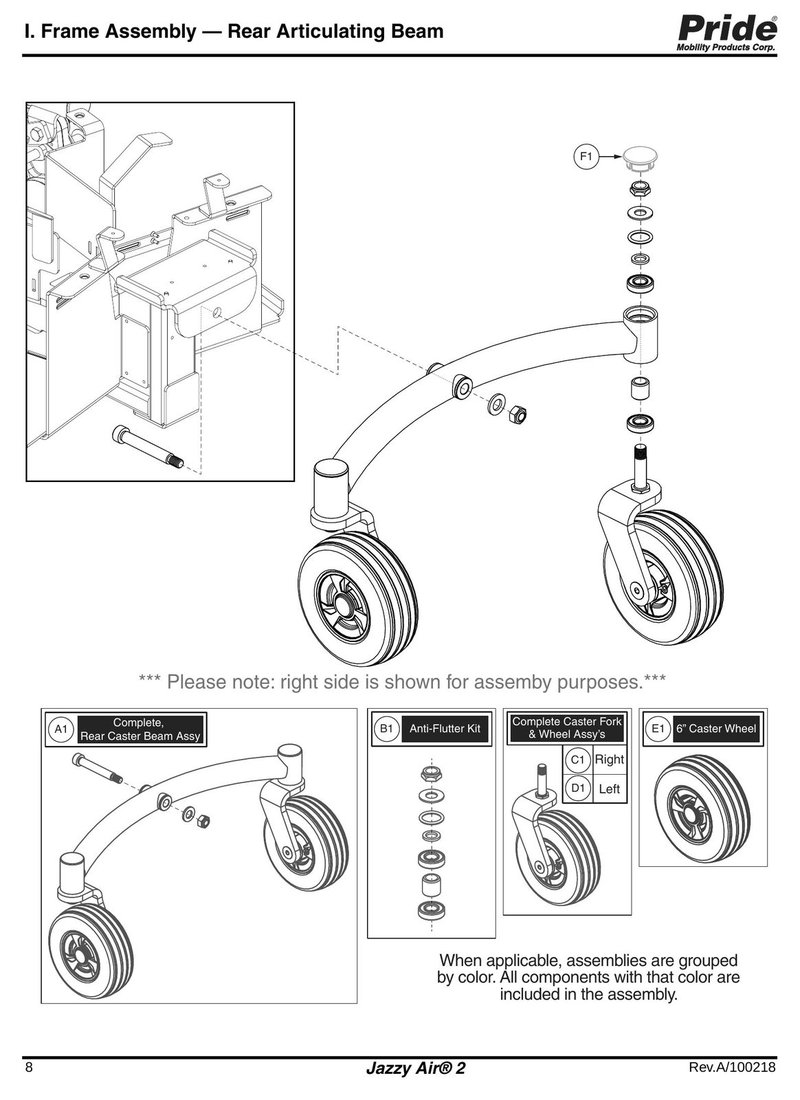 I. Frame Assembly — Rear Articulating Beam
Pride®
Mobility Products Corp.
F1
*** Please note: right side is shown for assemby purposes.***
A1
Complete,
Rear Caster Beam Assy
B1
Anti-Flutter Kit
Complete Caster Fork
& Wheel Assy's
C1 Right
D1 Left
E1
6” Caster Wheel
When applicable, assemblies are grouped
by color. All components with that color are
included in the assembly.
8
Jazzy Air® 2
Rev.A/100218